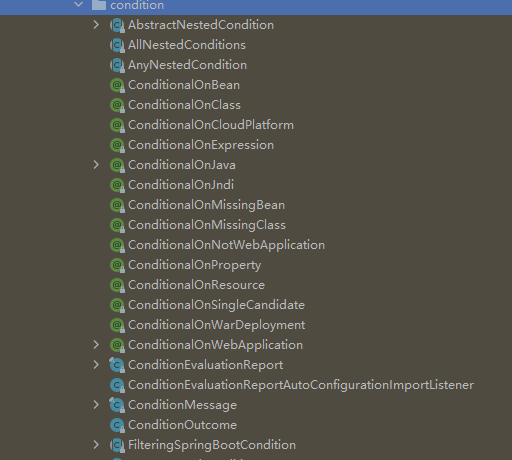 condition
AbstractNestedCondition
AllNestedConditions
AnyNestedCondition
ConditionalOnBean
ConditionalOnClass
ConditionalOnCloudPlatform
ConditionalOnExpression
ConditionalOnJava
ConditionalOnJndi
ConditionalOnMissingBean
ConditionalOnMissingClass
ConditionalOnNotWebApplication
ConditionalOnProperty
ConditionalOnResource
ConditionalOnSingleCandidate
ConditionalOnWarDeployment
ConditionalOnWebApplication
ConditionEvaluationReport
ConditionEvaluationReportAutoConfigurationImportListener
ConditionMessage
ConditionOutcome
FilteringSpringBootCondition